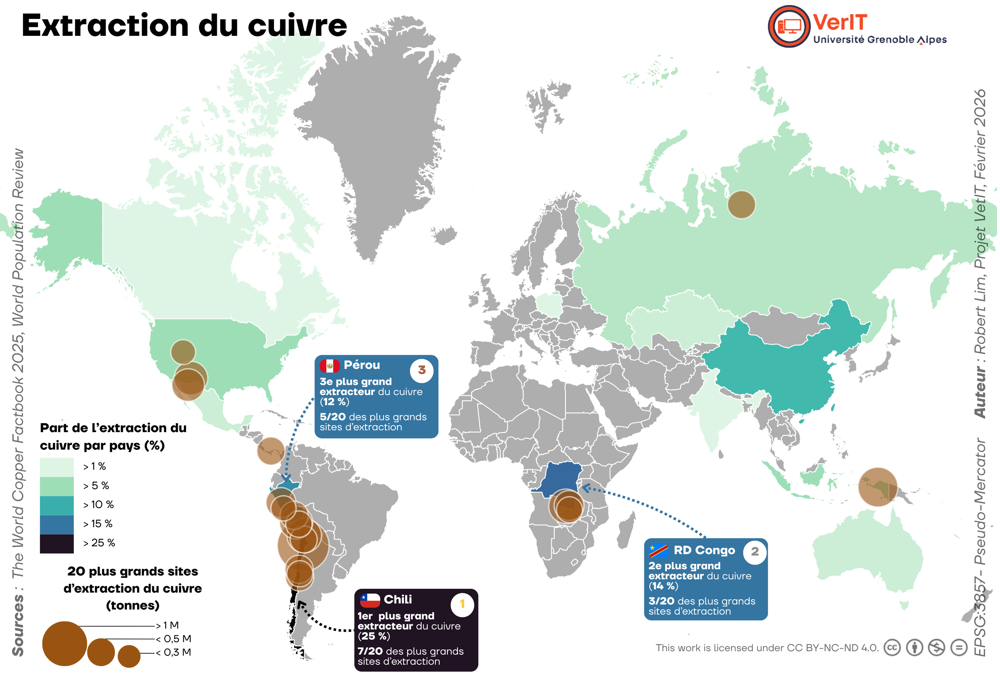 Extraction du cuivre
VerIT
Université Grenoble Alpes
Sources : The World Copper Factbook 2025, World Population Review
Pérou
3
3e plus grand
extracteur du cuivre
(12 %)
5/20 des plus grands
sites d'extraction
Part de l'extraction du
cuivre par pays (%)
> 1 %
> 5 %
> 10 %
> 15 %
> 25 %
20 plus grands sites
d'extraction du cuivre
(tonnes)
> 1 M
< 0,5 M
< 0,3 M
Chili
1
1er plus grand
extracteur du cuivre
(25 %)
7/20 des plus grands
sites d'extraction
RD Congo
2
2e plus grand
extracteur du cuivre
(14 %)
3/20 des plus grands
sites d'extraction
This work is licensed under CC BY-NC-ND 4.0.
cc
EPSG:3857- Pseudo-Mercator Auteur : Robert Lim, Projet VetIT, Février 2026